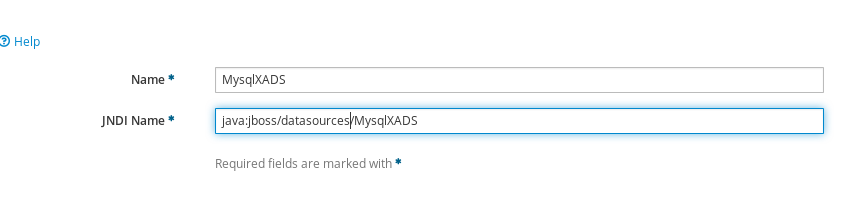 Help
Name *
MysqlXADS
JNDI Name *
java:jboss/datasources/MysqlXADS
Required fields are marked with *